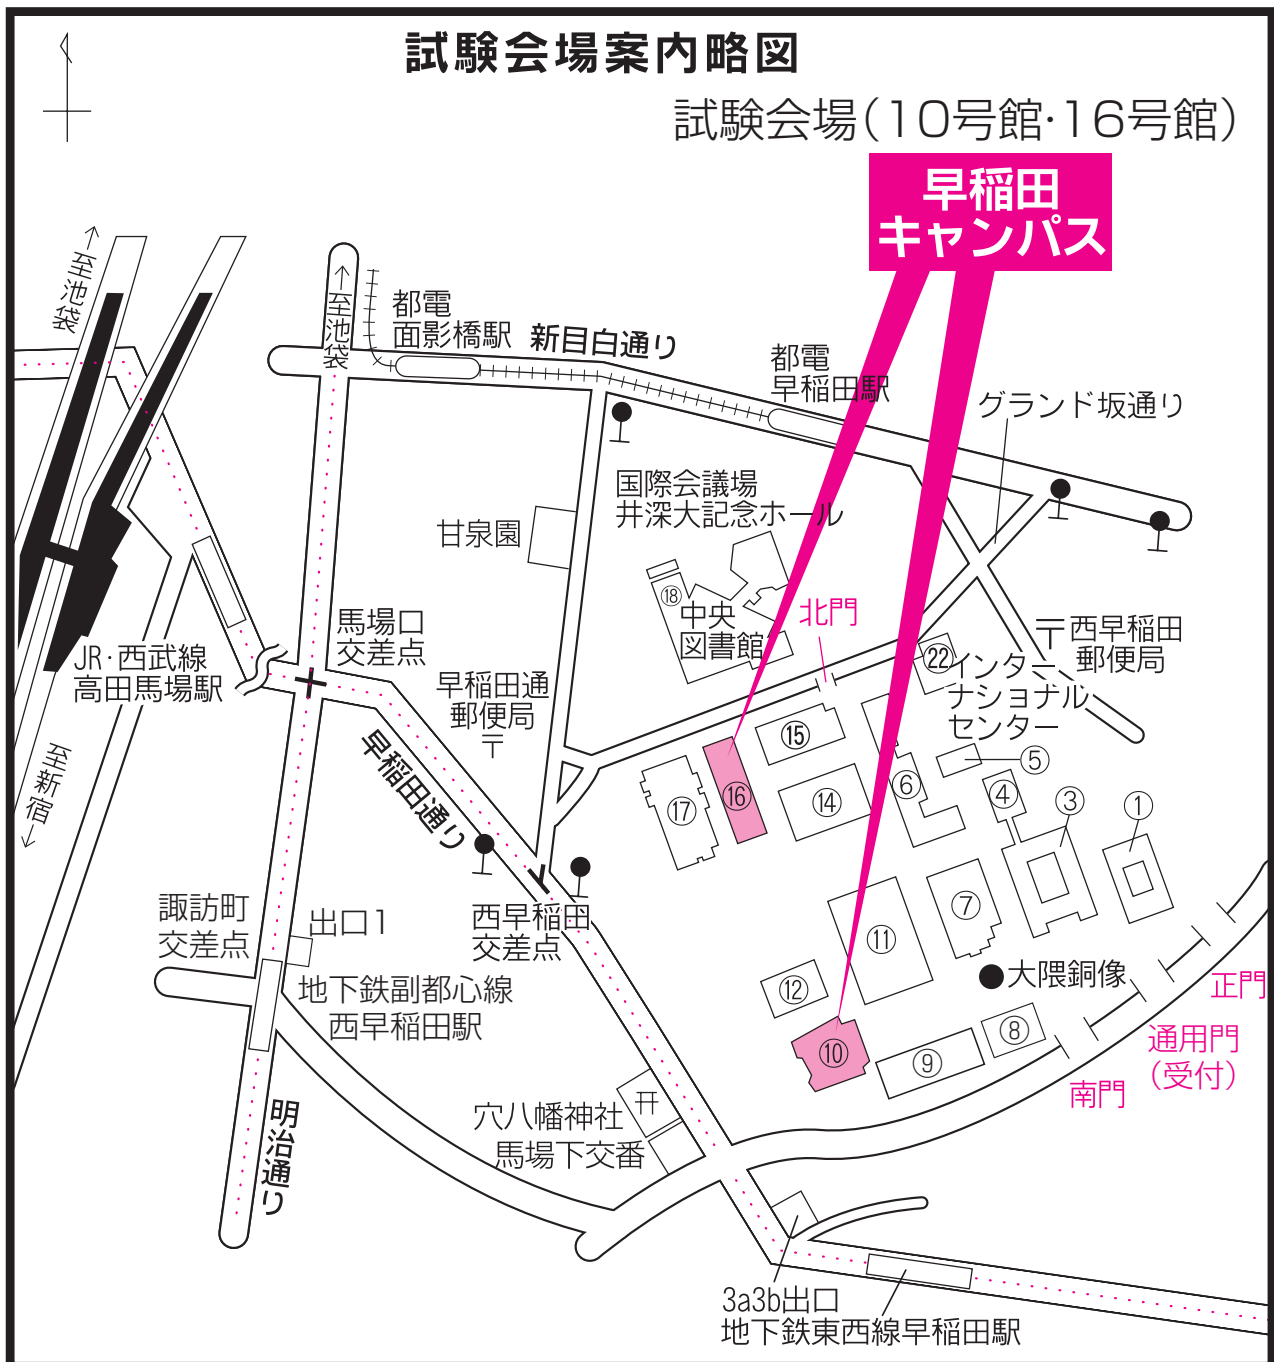 試験会場案内略図
試験会場(10号館・16号館)
早稲田
キャンパス
↑至池袋
↑至池袋
都電
面影橋駅
新目白通り
都電
早稲田駅
グランド坂通り
国際会議場
井深大記念ホール
甘泉園
⑱
中央
図書館
北門
馬場口
交差点
JR・西武線
高田馬場駅
早稲田通
郵便局
〒
〒西早稲田
郵便局
㉒
インター
ナショナル
センター
⑮
⑤
至新宿→
早稲田通り
⑰
⑯
⑭
⑥
④
③
①
諏訪町
交差点
出口1
西早稲田
交差点
⑦
⑪
地下鉄副都心線
西早稲田駅
⑫
大隈銅像
正門
⑩
⑨
⑧
通用門
(受付)
南門
明治通り
穴八幡神社
馬場下交番
3a3b出口
地下鉄東西線早稲田駅